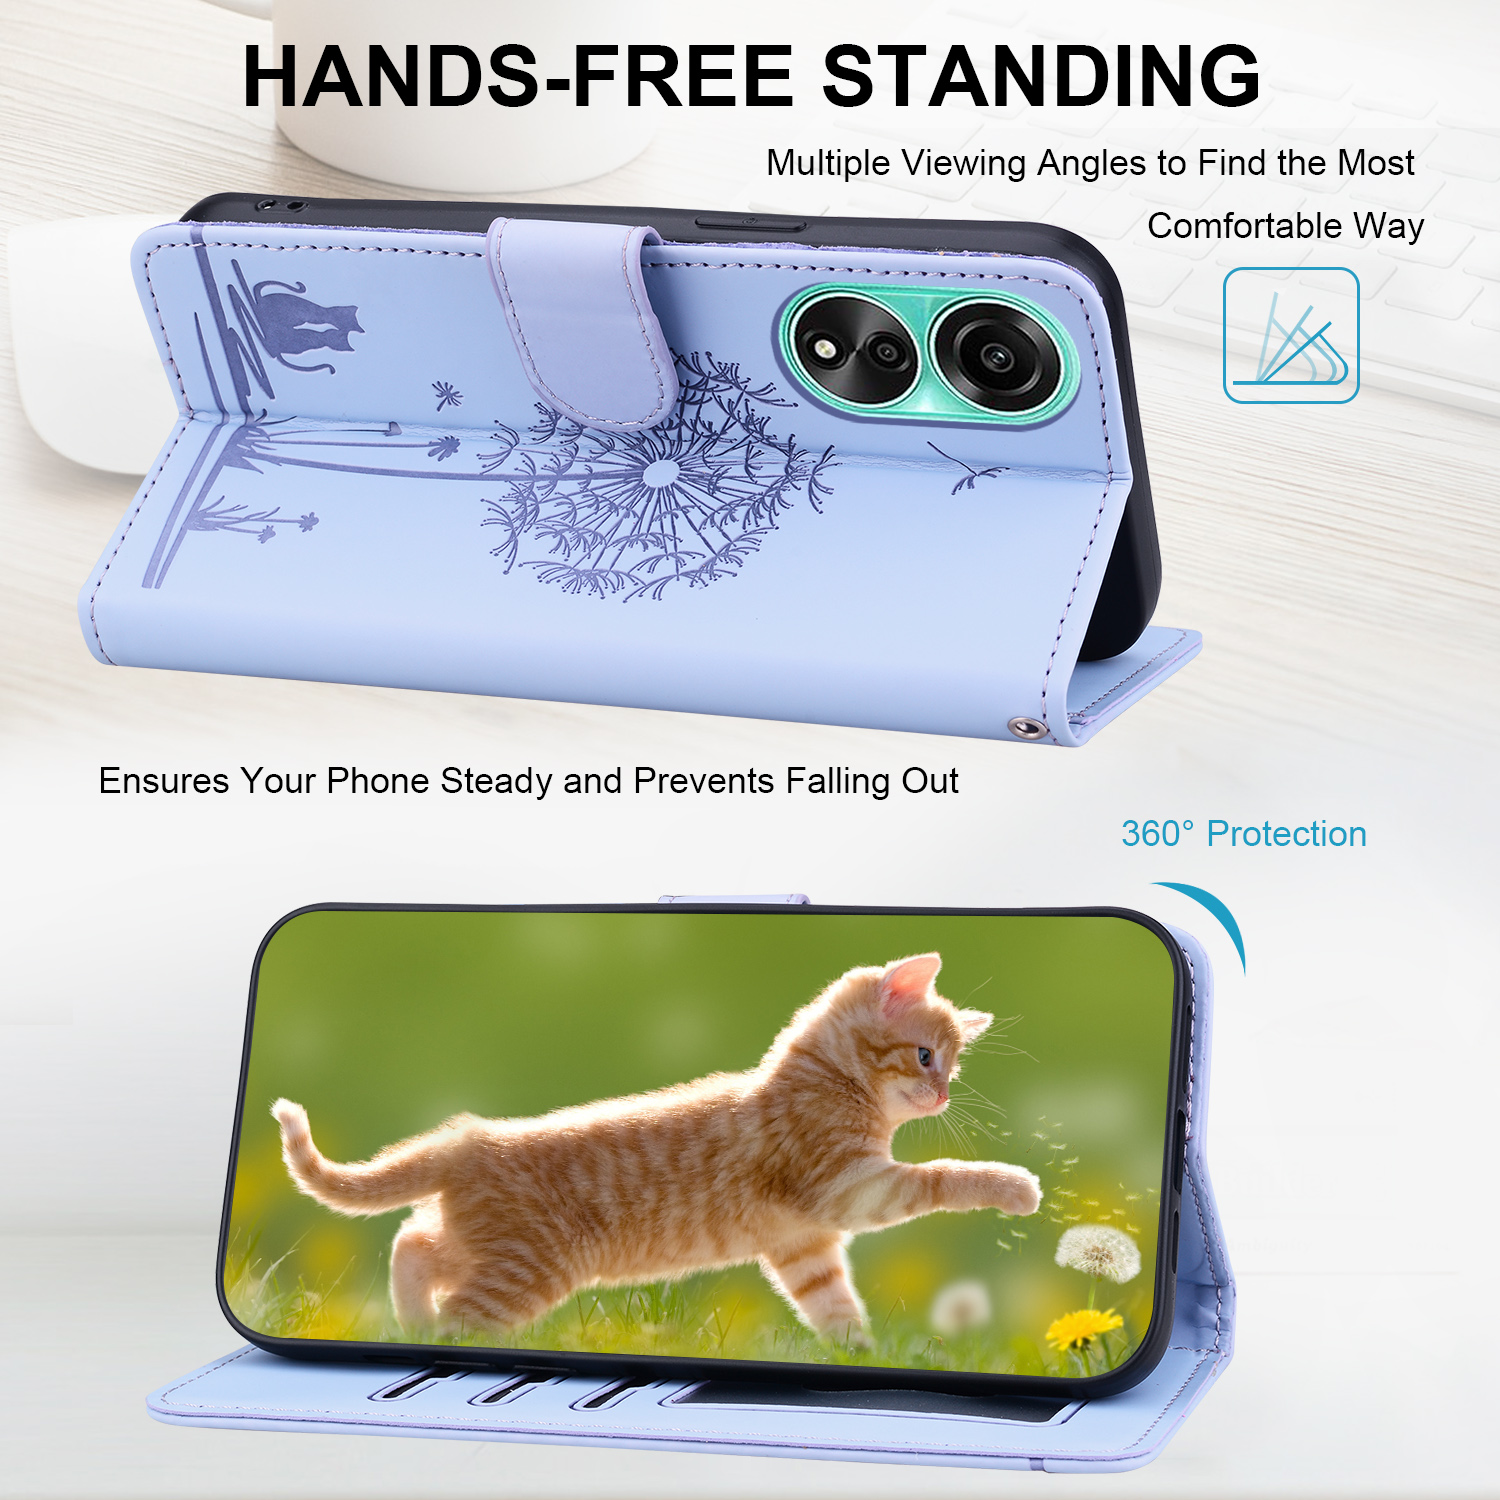 HANDS-FREE STANDING
Multiple Viewing Angles to Find the Most
Comfortable Way
Ensures Your Phone Steady and Prevents Falling Out
360° Protection